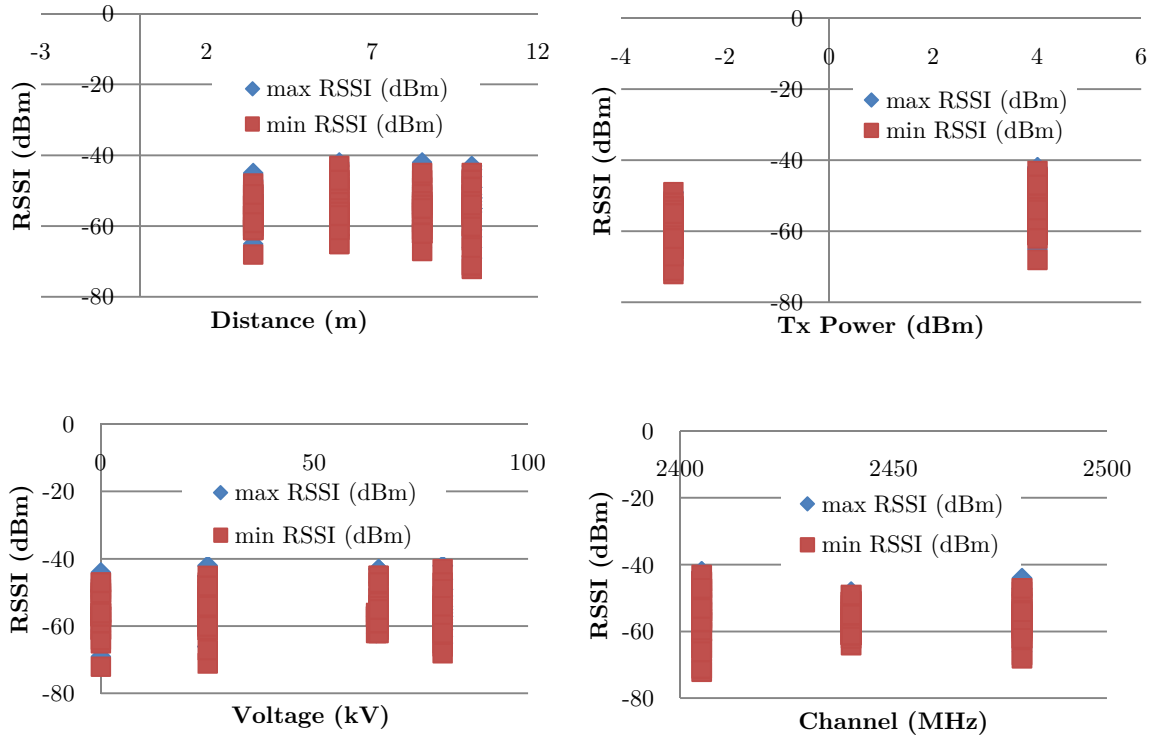 0
-3 2 7 12
-20
max RSSI (dBm)
min RSSI (dBm)
-40
-60
-80
RSSI (dBm)
Distance (m)
0
-4 -2 0 2 4 6
-20
max RSSI (dBm)
min RSSI (dBm)
-40
-60
-80
RSSI (dBm)
Tx Power (dBm)
0
0 50 100
-20
max RSSI (dBm)
min RSSI (dBm)
-40
-60
-80
RSSI (dBm)
Voltage (kV)
0
2400 2450 2500
-20
max RSSI (dBm)
min RSSI (dBm)
-40
-60
-80
RSSI (dBm)
Channel (MHz)